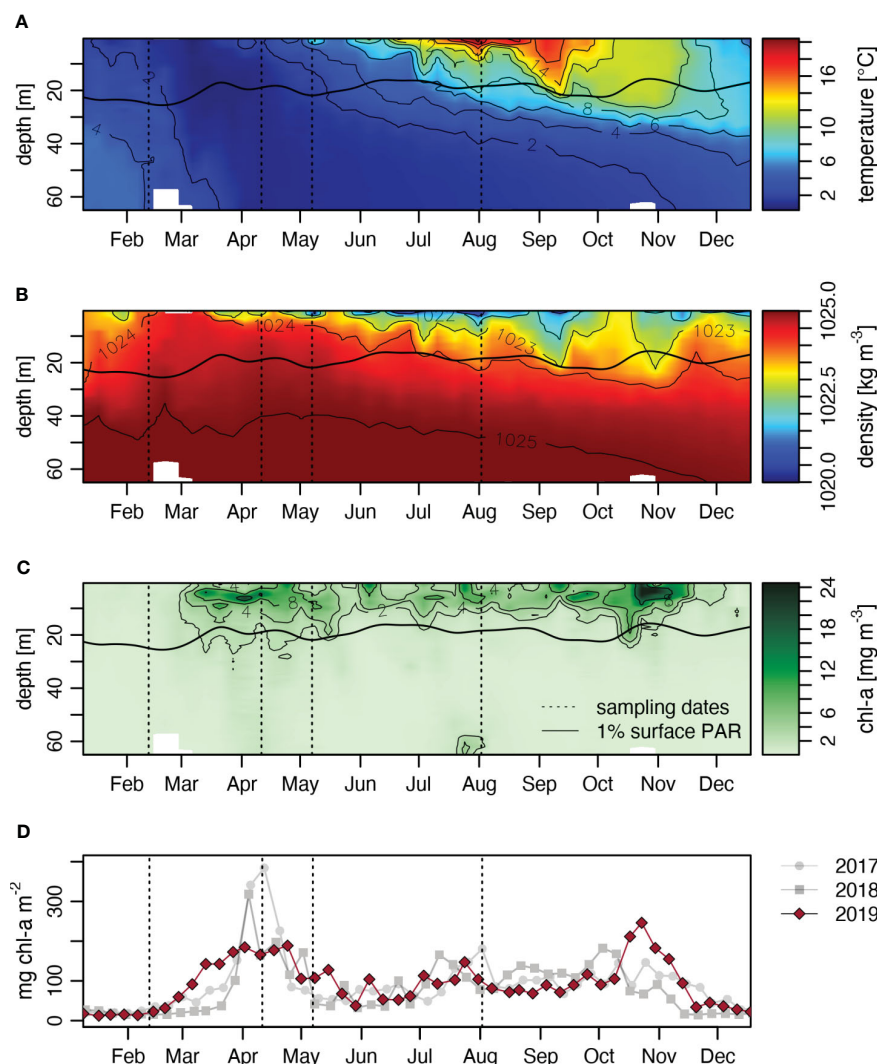 A
depth [m]
20
40
60
Feb Mar Apr May Jun Jul Aug Sep Oct Nov Dec
4
2
12
14
8
4
6
2
16
10
6
2
temperature [°C]
B
depth [m]
20
40
60
Feb Mar Apr May Jun Jul Aug Sep Oct Nov Dec
1024
1024
1022
1023
1023
1025
1025.0
1022.5
1020.0
density [kg m⁻³]
C
depth [m]
20
40
60
Feb Mar Apr May Jun Jul Aug Sep Oct Nov Dec
4
8
4
2
4
sampling dates
1% surface PAR
24
18
12
6
2
chl-a [mg m⁻³]
D
mg chl-a m⁻²
300
100
0
Feb Mar Apr May Jun Jul Aug Sep Oct Nov Dec
2017
2018
2019